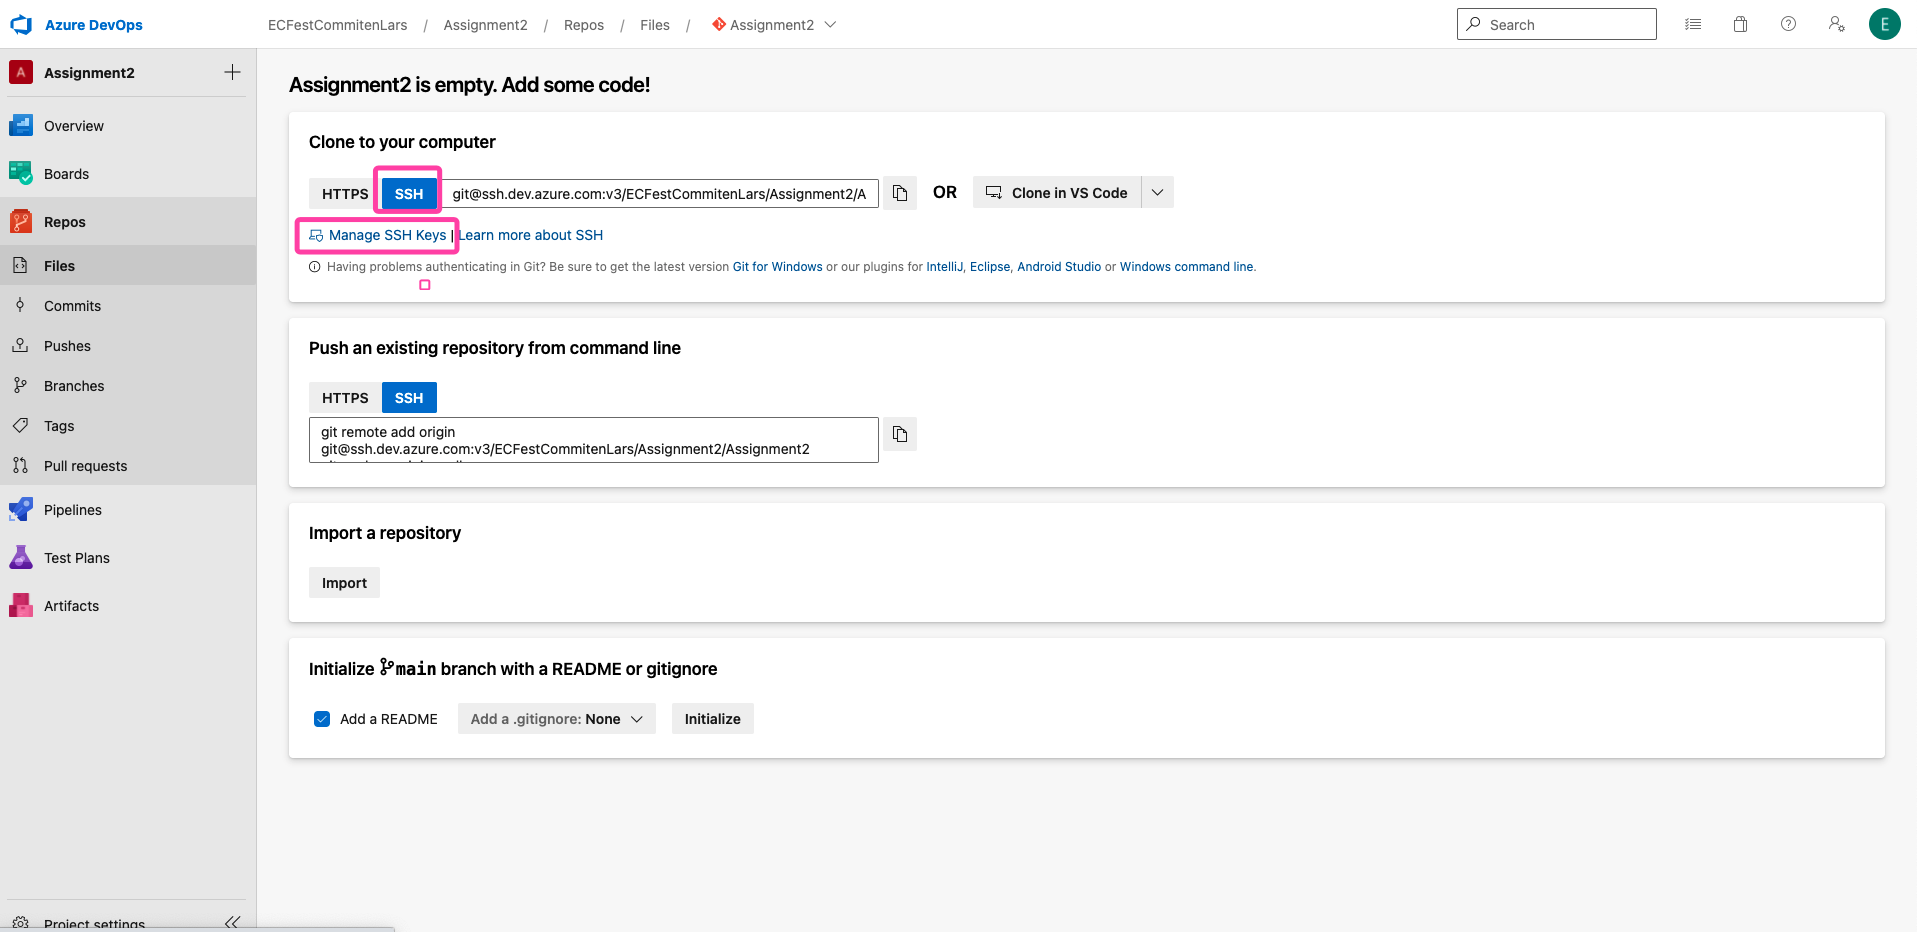 Azure DevOps
ECFestCommitenLars / Assignment2 / Repos / Files / Assignment2
Search
E
A Assignment2
Overview
Boards
Repos
Files
Commits
Pushes
Branches
Tags
Pull requests
Pipelines
Test Plans
Artifacts
Project settings
Assignment2 is empty. Add some code!
Clone to your computer
HTTPS SSH git@ssh.dev.azure.com:v3/ECFestCommitenLars/Assignment2/A OR Clone in VS Code
Manage SSH Keys | Learn more about SSH
Having problems authenticating in Git? Be sure to get the latest version Git for Windows or our plugins for IntelliJ, Eclipse, Android Studio or Windows command line.
Push an existing repository from command line
HTTPS SSH
git remote add origin
git@ssh.dev.azure.com:v3/ECFestCommitenLars/Assignment2/Assignment2
Import a repository
Import
Initialize main branch with a README or gitignore
Add a README Add a .gitignore: None Initialize